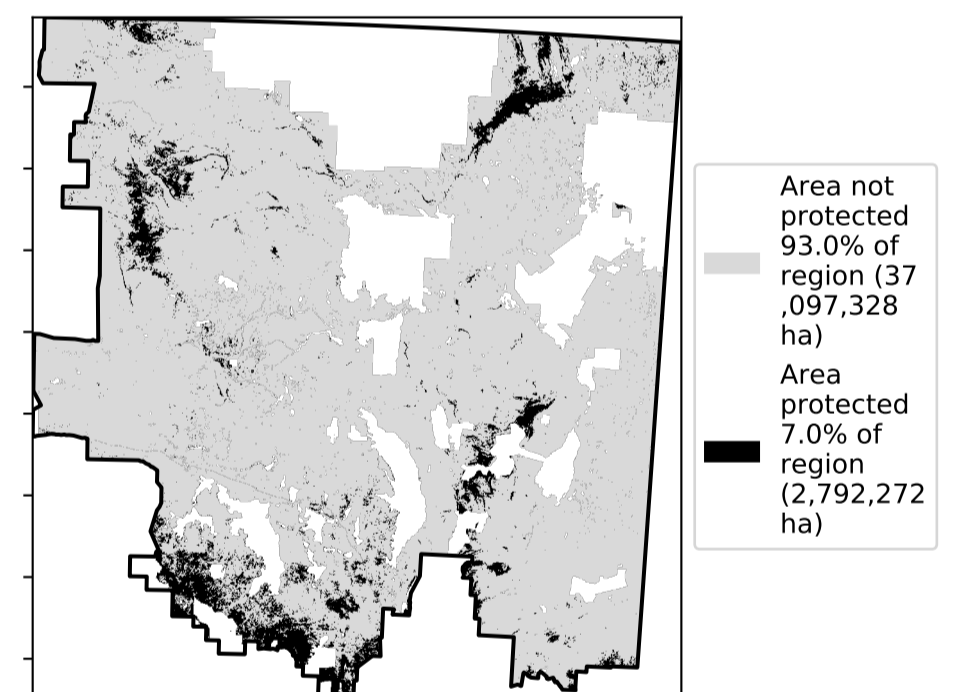 Area not
protected
93.0% of
region (37
,097,328
ha)
Area
protected
7.0% of
region
(2,792,272
ha)